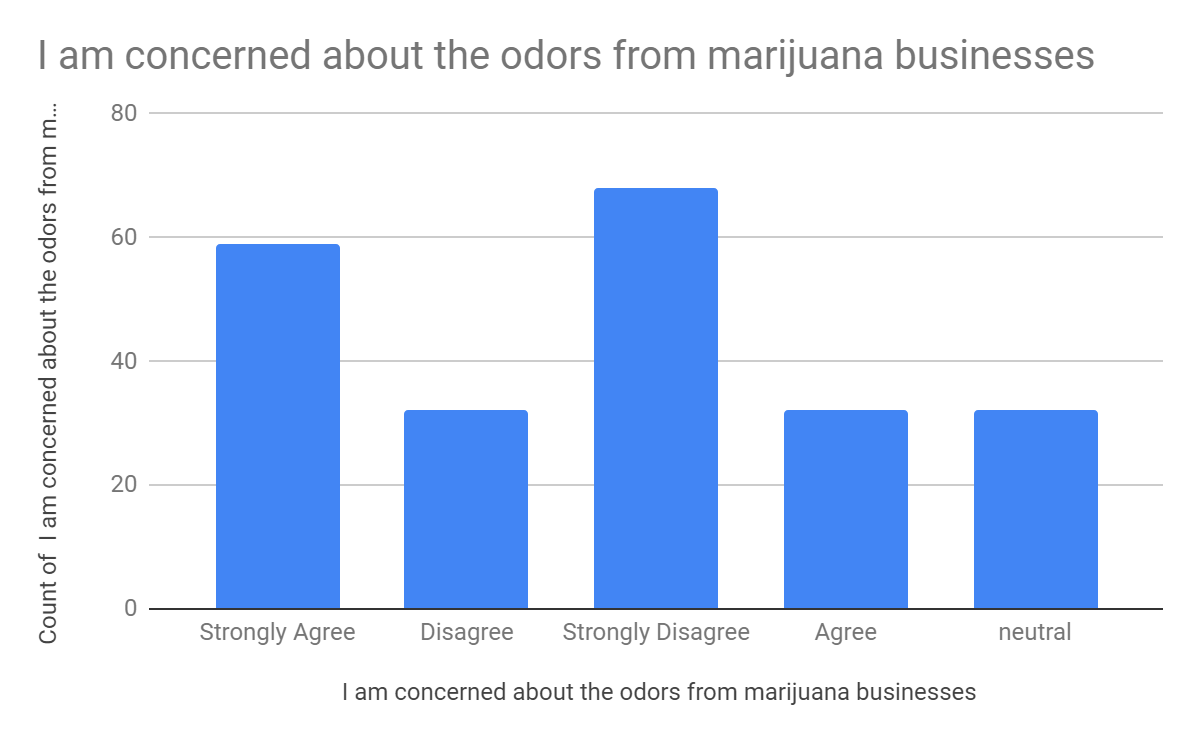 I am concerned about the odors from marijuana businesses
Count of I am concerned about the odors from m...
80
60
40
20
0
Strongly Agree
Disagree
Strongly Disagree
Agree
neutral
I am concerned about the odors from marijuana businesses